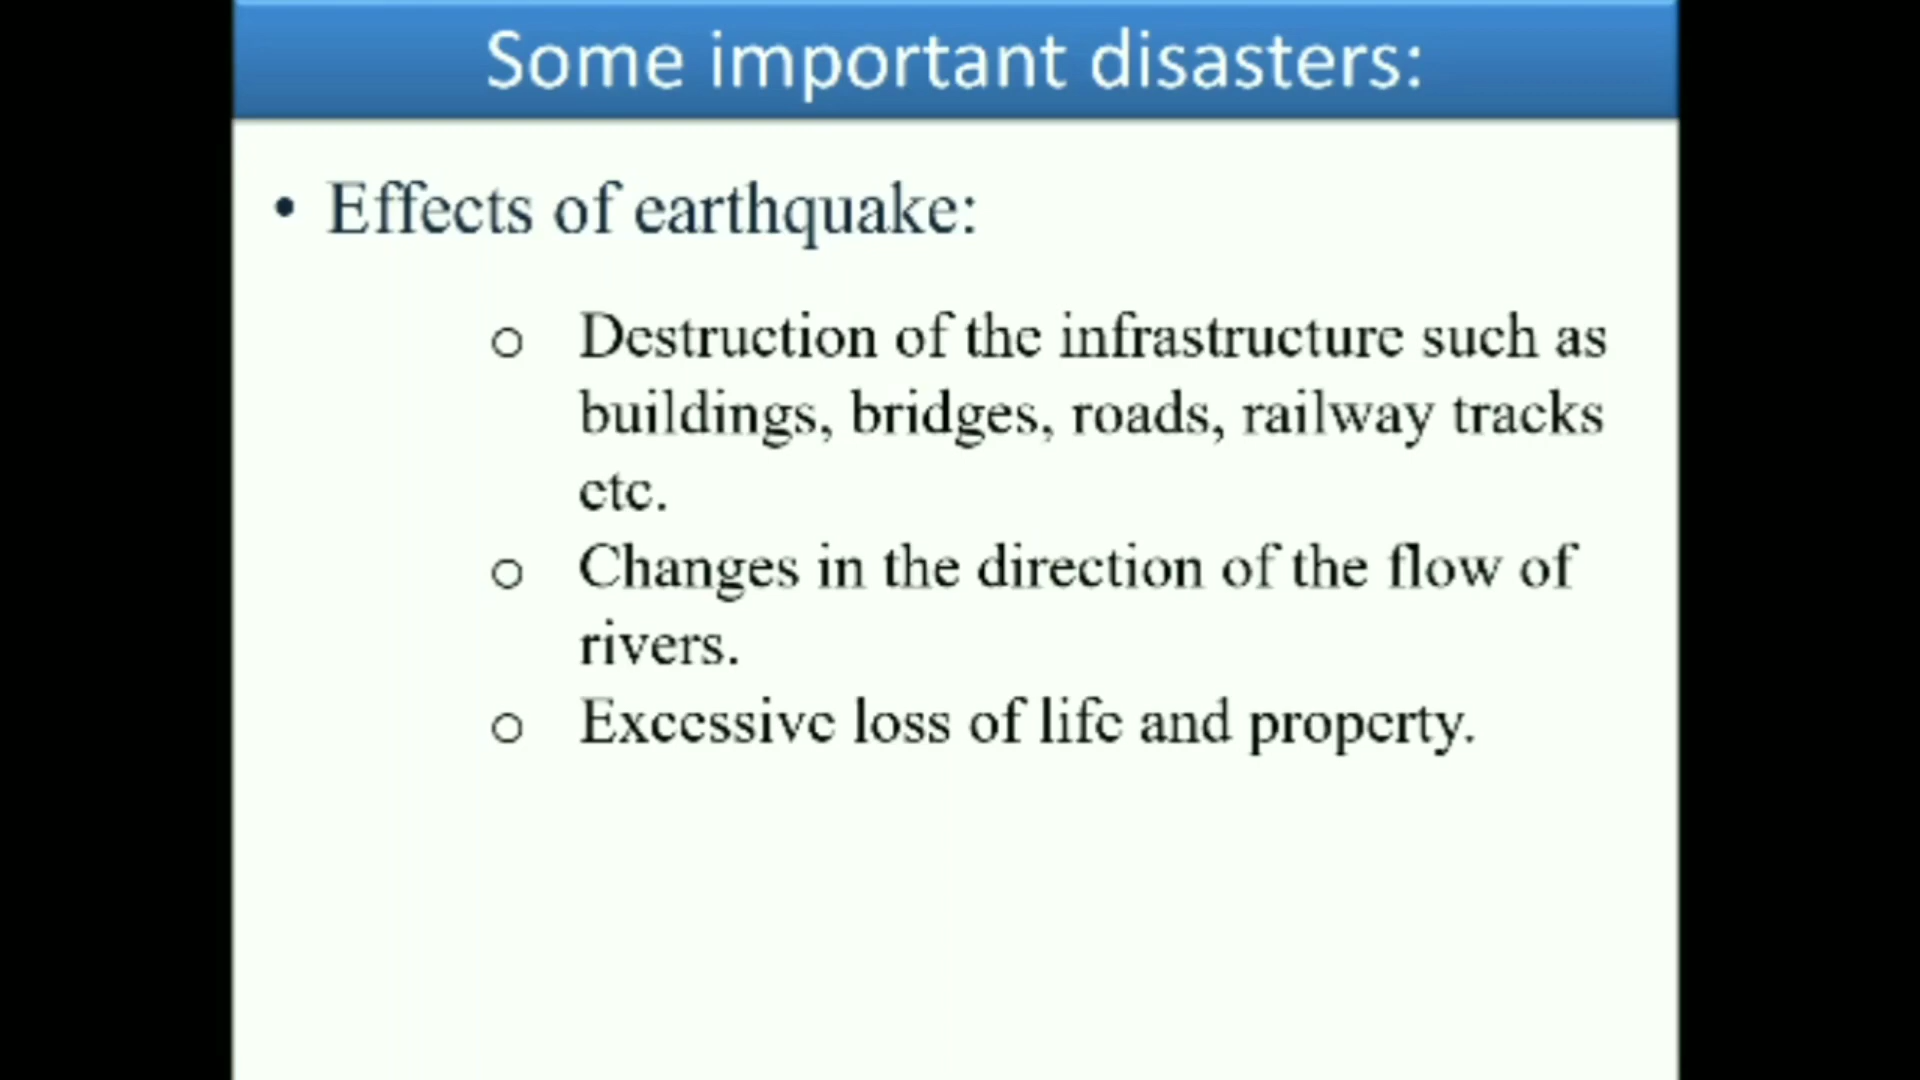 Some important disasters:
• Effects of earthquake:
o Destruction of the infrastructure such as
buildings, bridges, roads, railway tracks
etc.
o Changes in the direction of the flow of
rivers.
o Excessive loss of life and property.